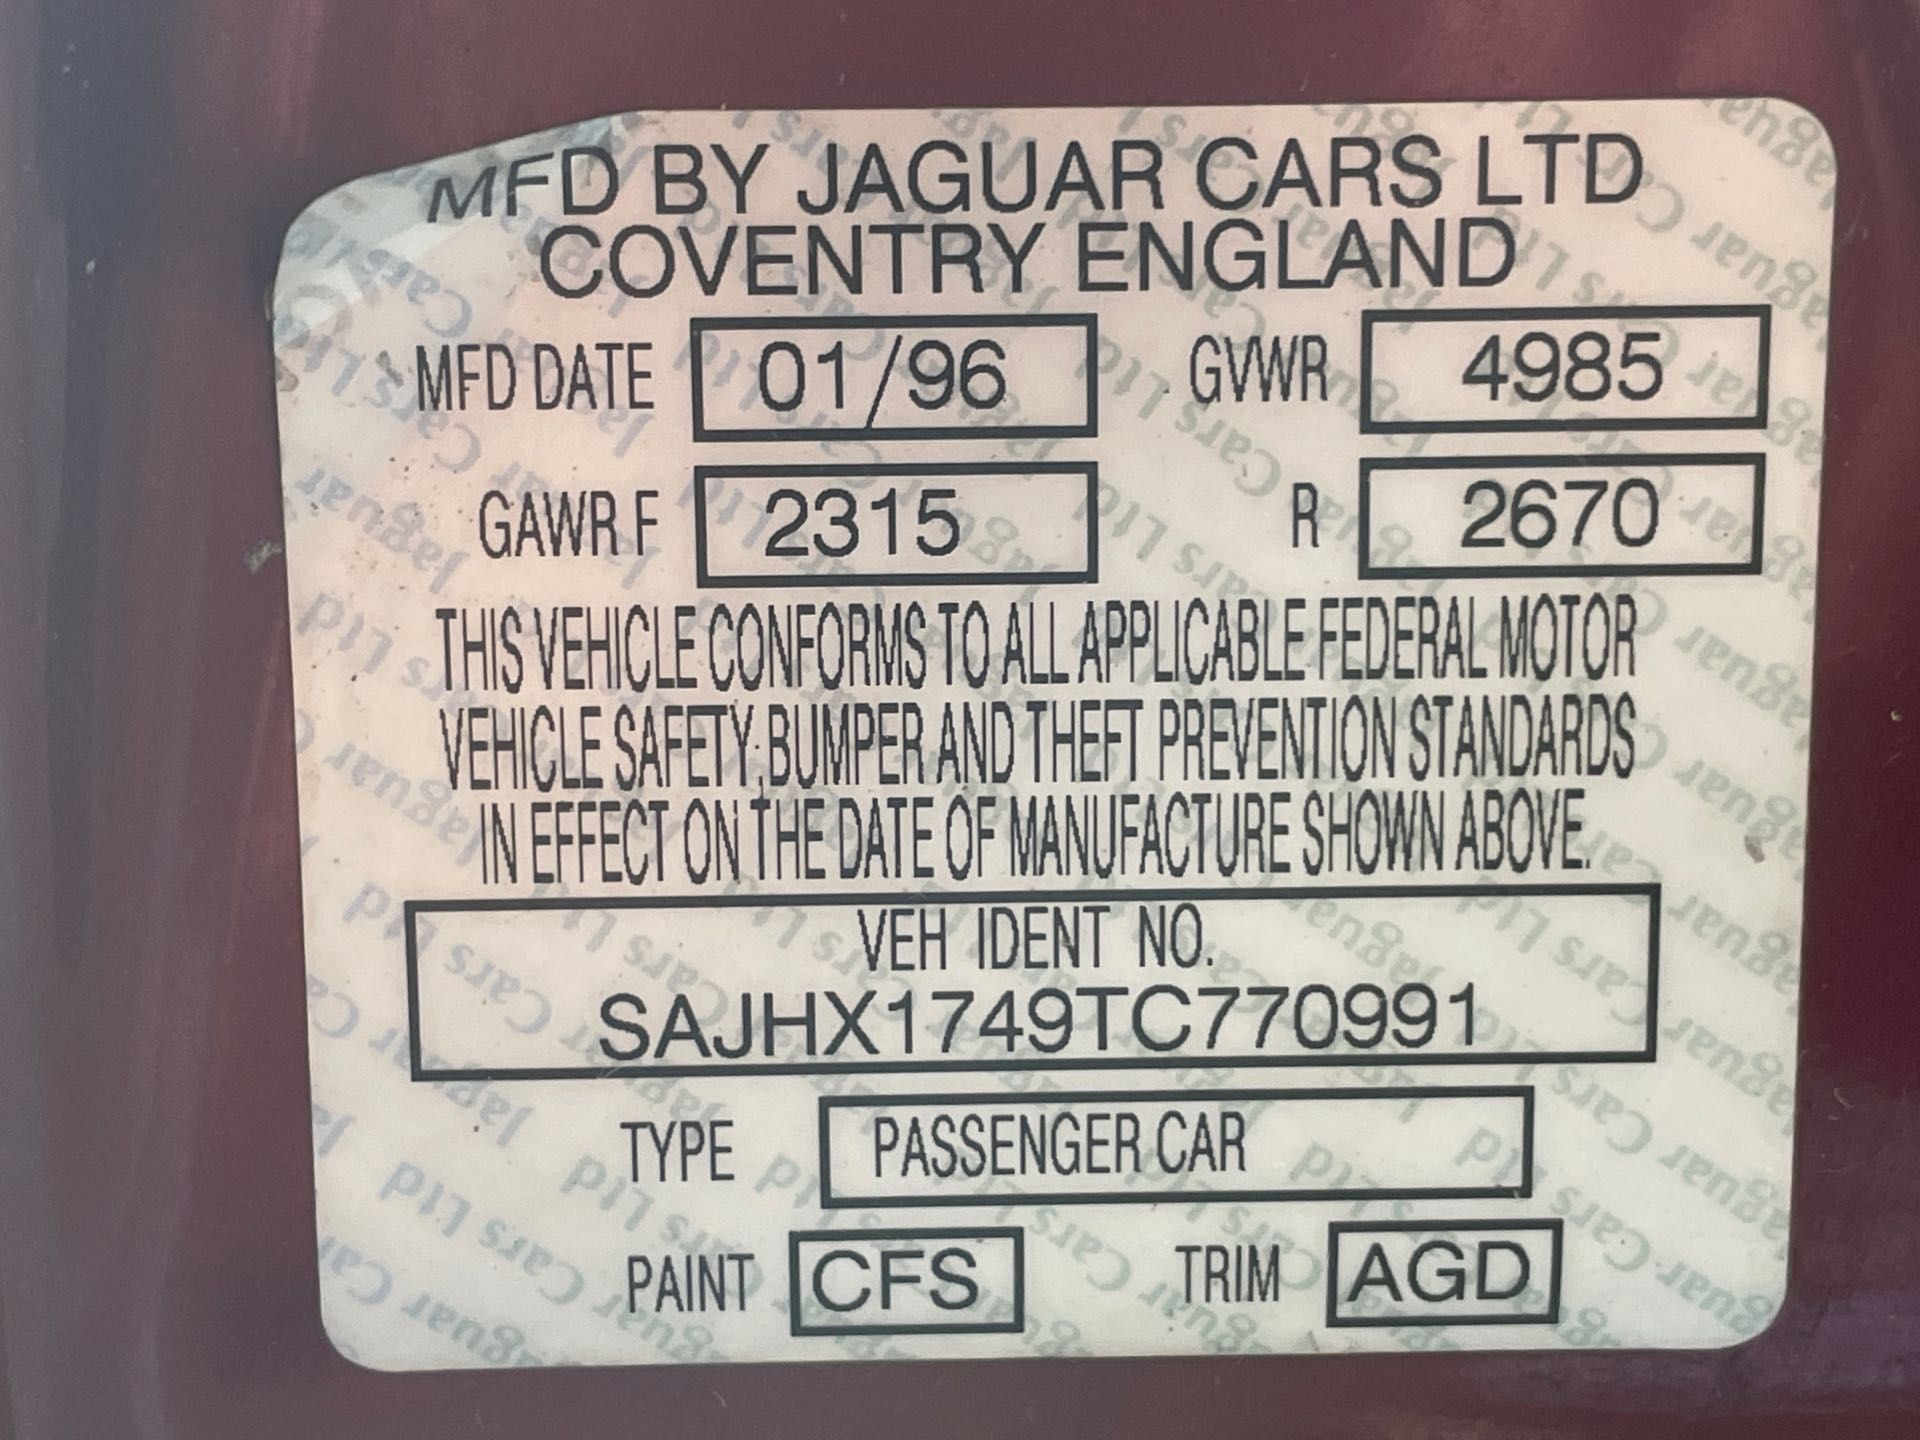 MFD BY JAGUAR CARS LTD
COVENTRY ENGLAND
MFD DATE 01/96 GVWR 4985
GAWR F 2315 R 2670
THIS VEHICLE CONFORMS TO ALL APPLICABLE FEDERAL MOTOR
VEHICLE SAFETY, BUMPER AND THEFT PREVENTION STANDARDS
IN EFFECT ON THE DATE OF MANUFACTURE SHOWN ABOVE.
VEH IDENT NO.
SAJHX1749TC770991
TYPE PASSENGER CAR
PAINT CFS TRIM AGD